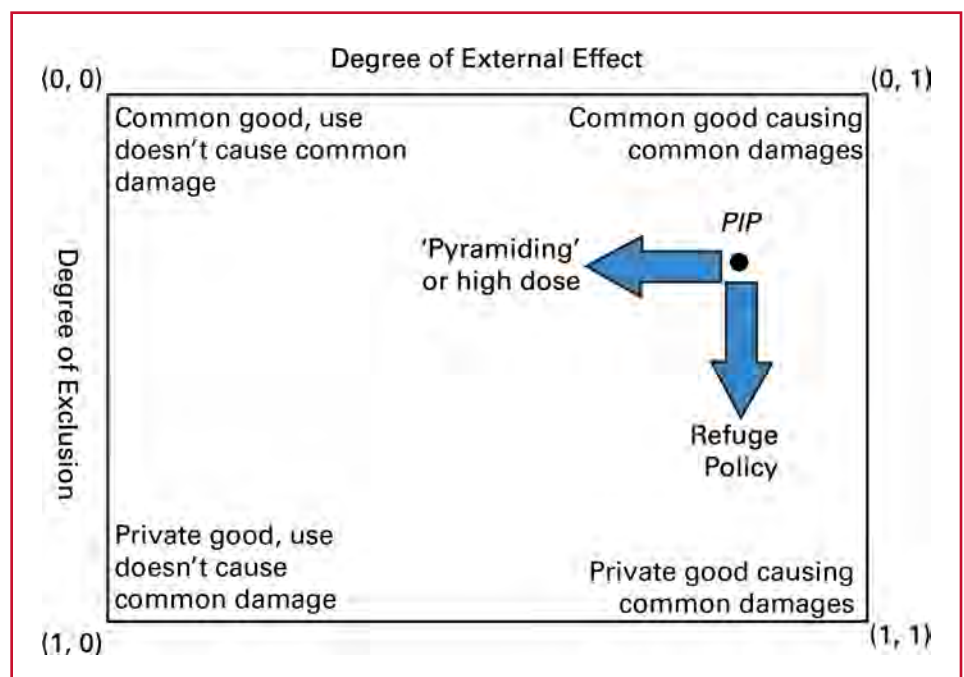 Degree of External Effect
(0, 0)
(0, 1)
Common good, use
doesn't cause common
damage
Common good causing
common damages
PIP
'Pyramiding'
or high dose
Degree of Exclusion
Refuge
Policy
Private good, use
doesn't cause
common damage
Private good causing
common damages
(1, 0)
(1, 1)